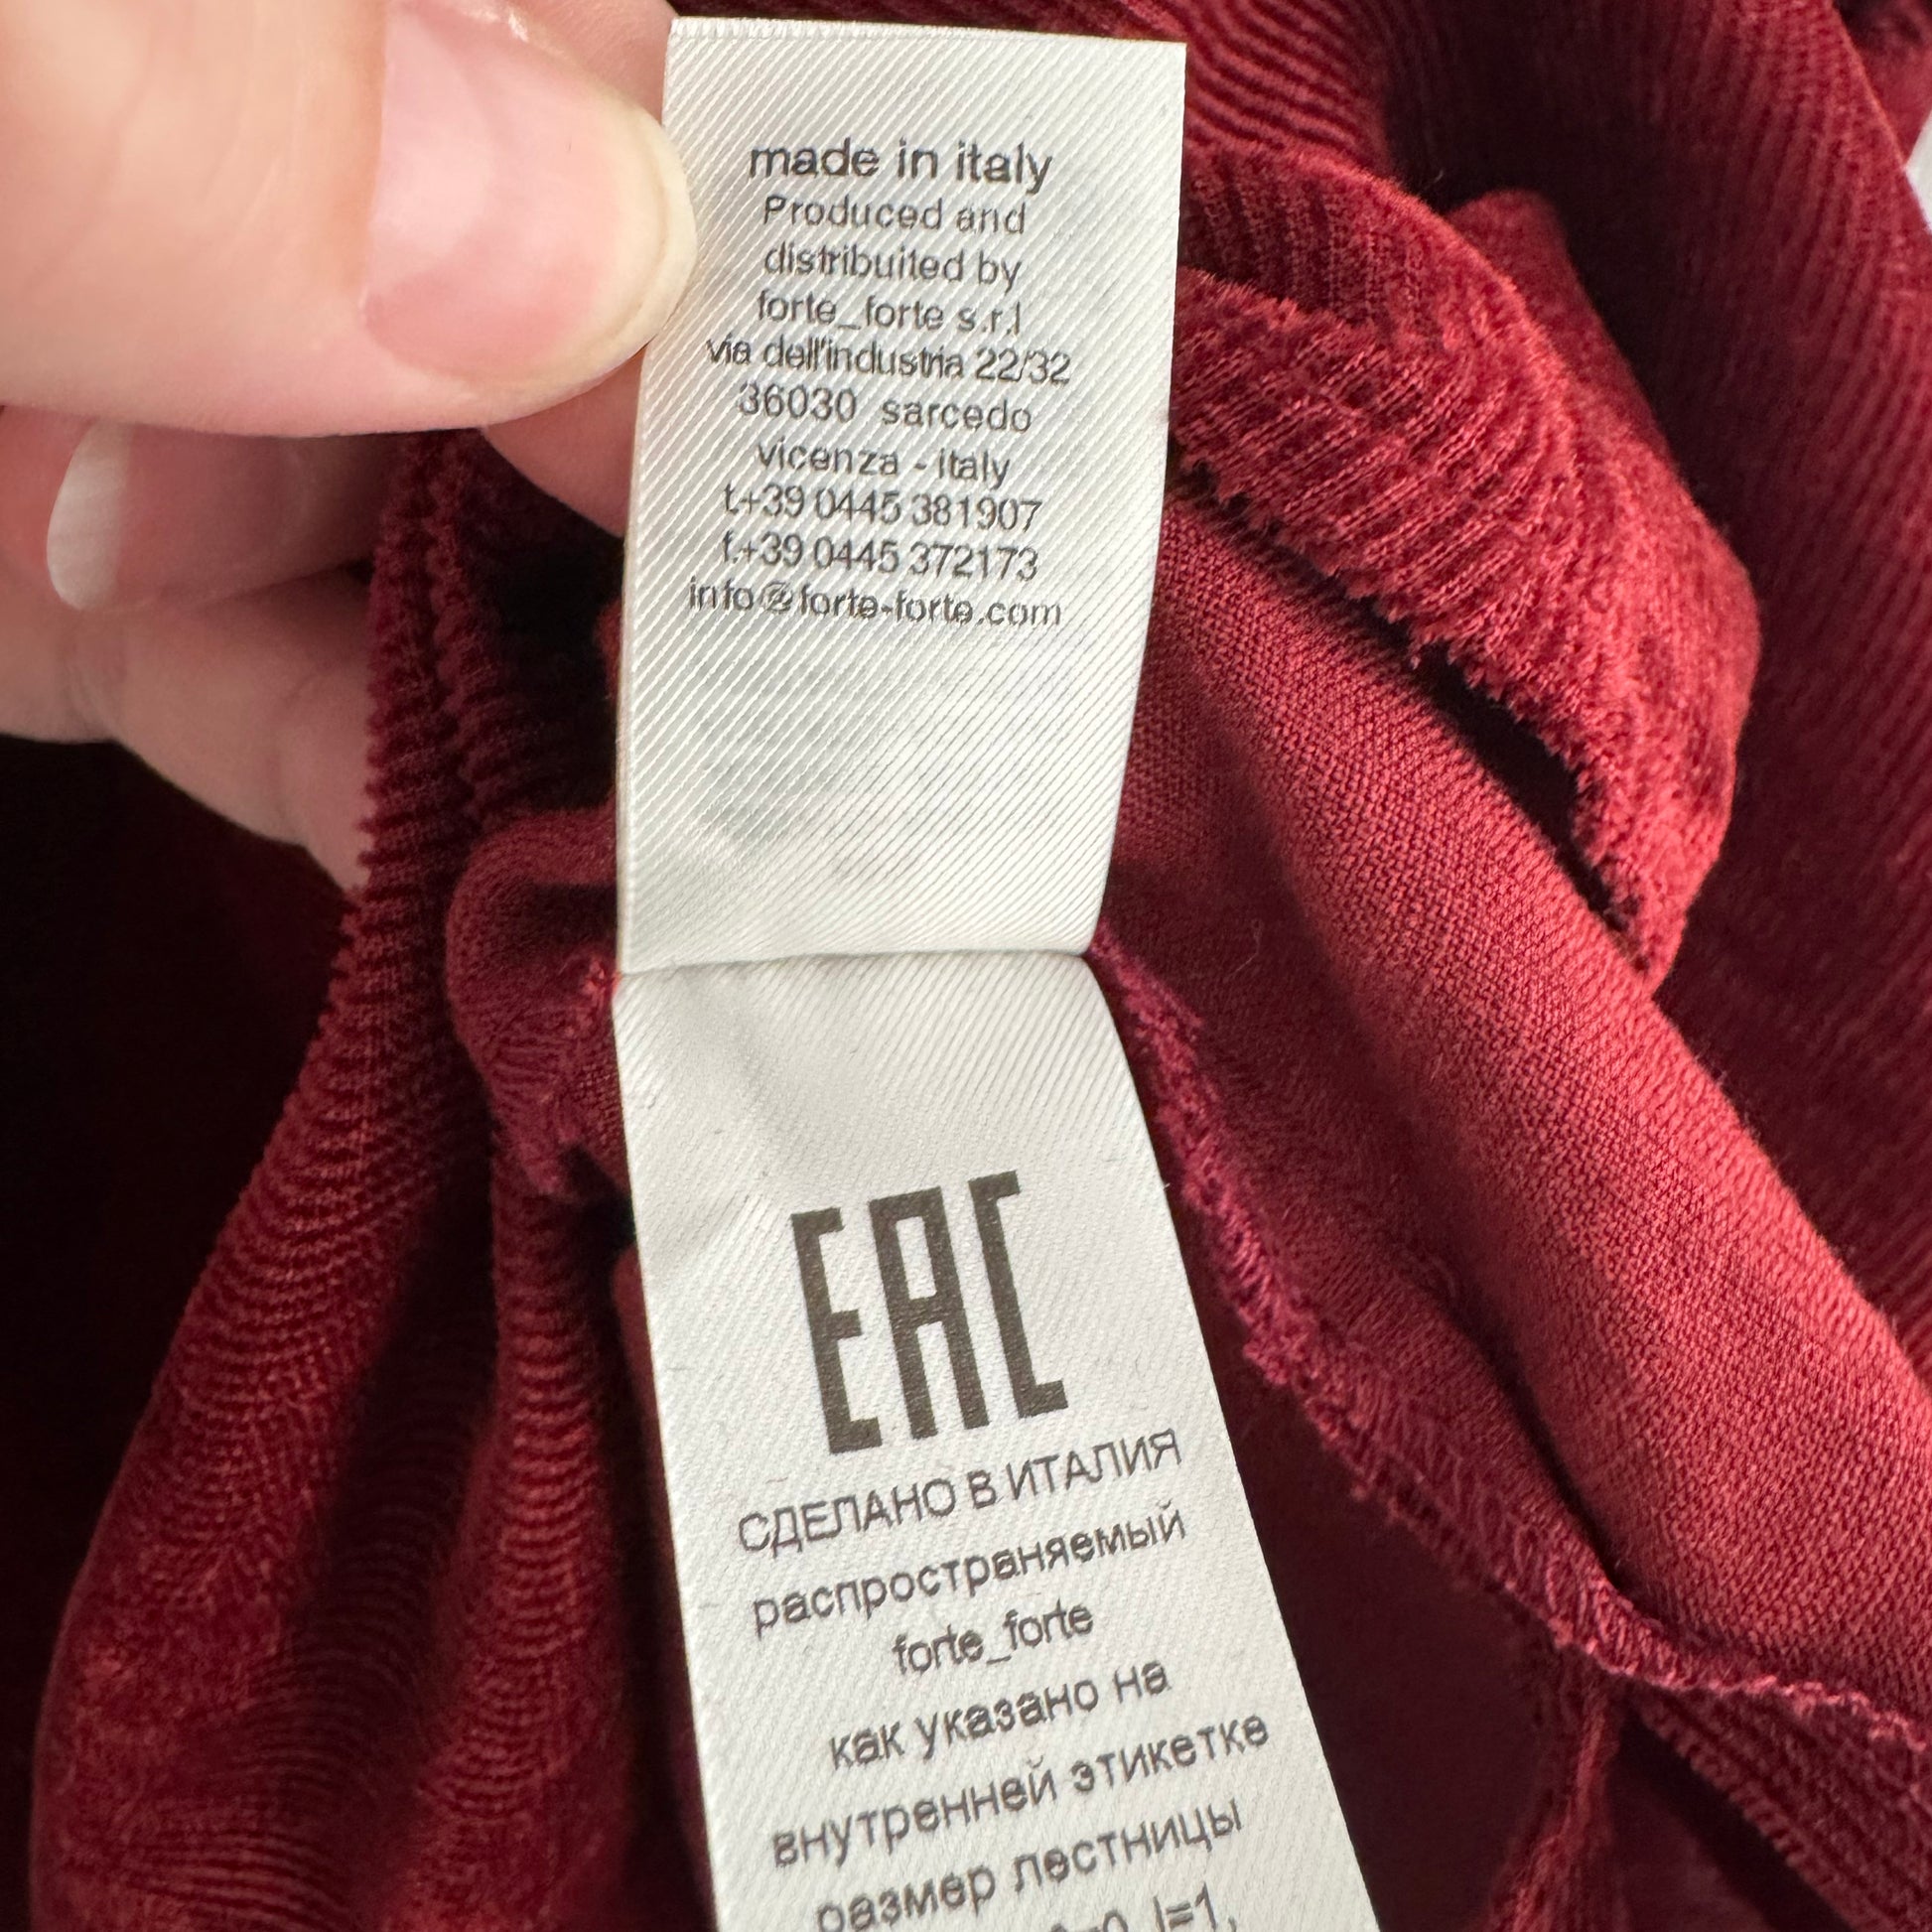 made in italy
Produced and
distribuited by
forte_forte s.r.l
via dell'industria 22/32
36030 sarcedo
vicenza - italy
t.+39 0445 381907
f.+39 0445 372173
info@forte-forte.com
EAC
СДЕЛАНО В ИТАЛИЯ
распространяемый
forte_forte
как указано на
внутренней этикетке
размер лестницы
I=1,